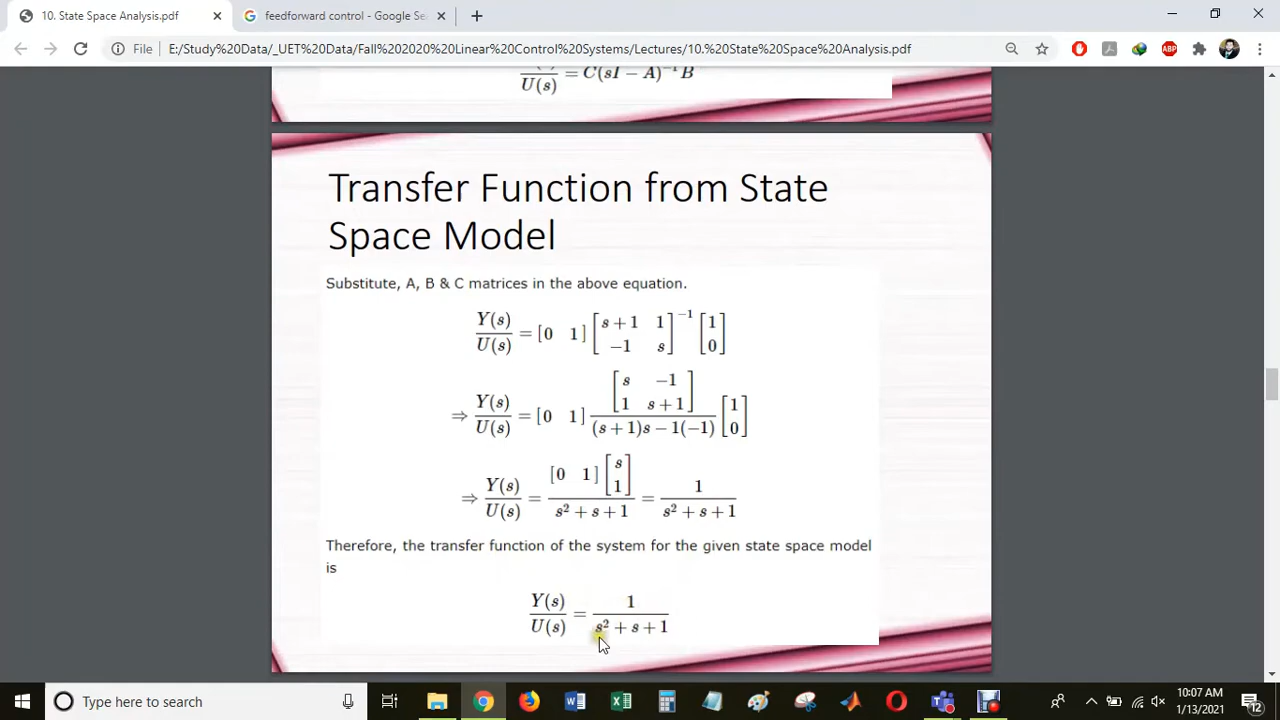 10. State Space Analysis.pdf
feedforward control - Google Se
File E:/Study%20Data/_UET%20Data/Fall%202020%20Linear%20Control%20Systems/Lectures/10.%20State%20Space%20Analysis.pdf
ABP
U(s) = C(sI − A)⁻¹B
Transfer Function from State
Space Model
Substitute, A, B & C matrices in the above equation.
Y(s)/U(s) = [0 1] [s+1 1; −1 s]⁻¹ [1; 0]
⇒ Y(s)/U(s) = [0 1] [s −1; 1 s+1]/((s+1)s − 1(−1)) [1; 0]
⇒ Y(s)/U(s) = [0 1] [s; 1]/(s² + s + 1) = 1/(s² + s + 1)
Therefore, the transfer function of the system for the given state space model
is
Y(s)/U(s) = 1/(s² + s + 1)
Type here to search
10:07 AM
1/13/2021
12